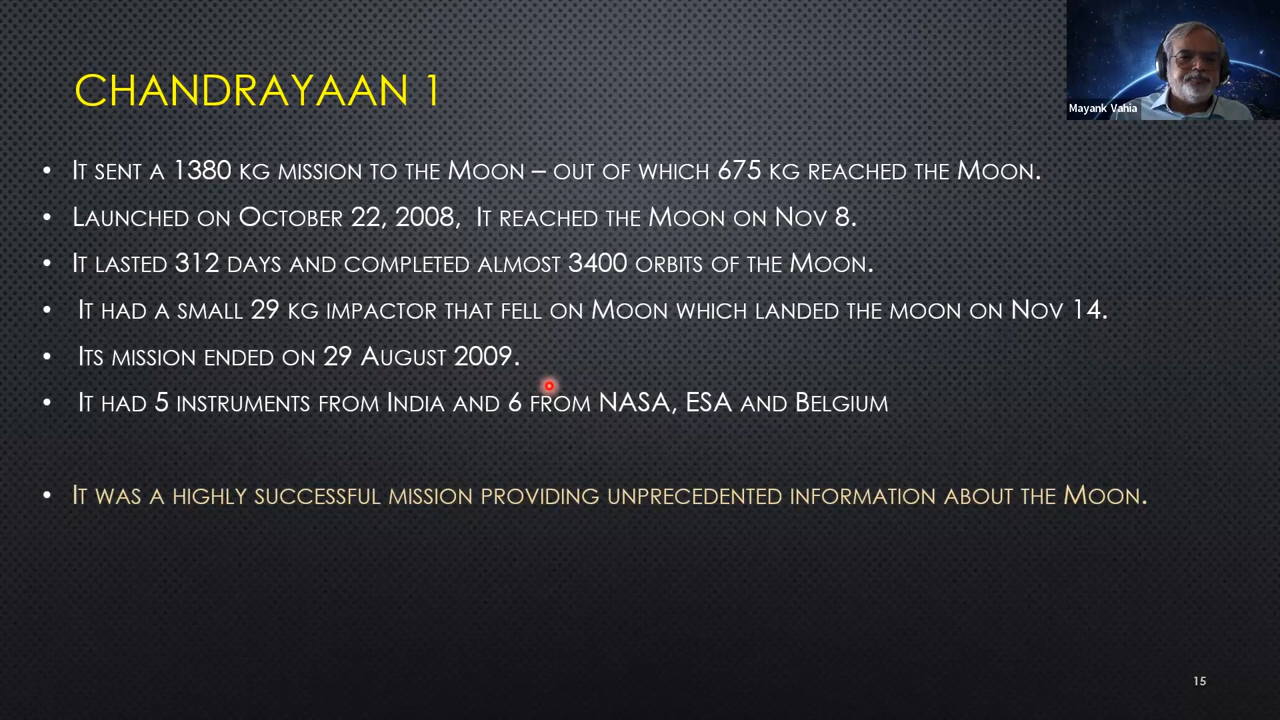 CHANDRAYAAN 1
Mayank Vahia
• It sent a 1380 kg mission to the Moon – out of which 675 kg reached the Moon.
• Launched on October 22, 2008, It reached the Moon on Nov 8.
• It lasted 312 days and completed almost 3400 orbits of the Moon.
• It had a small 29 kg impactor that fell on Moon which landed the moon on Nov 14.
• Its mission ended on 29 August 2009.
• It had 5 instruments from India and 6 from NASA, ESA and Belgium
• It was a highly successful mission providing unprecedented information about the Moon.
15